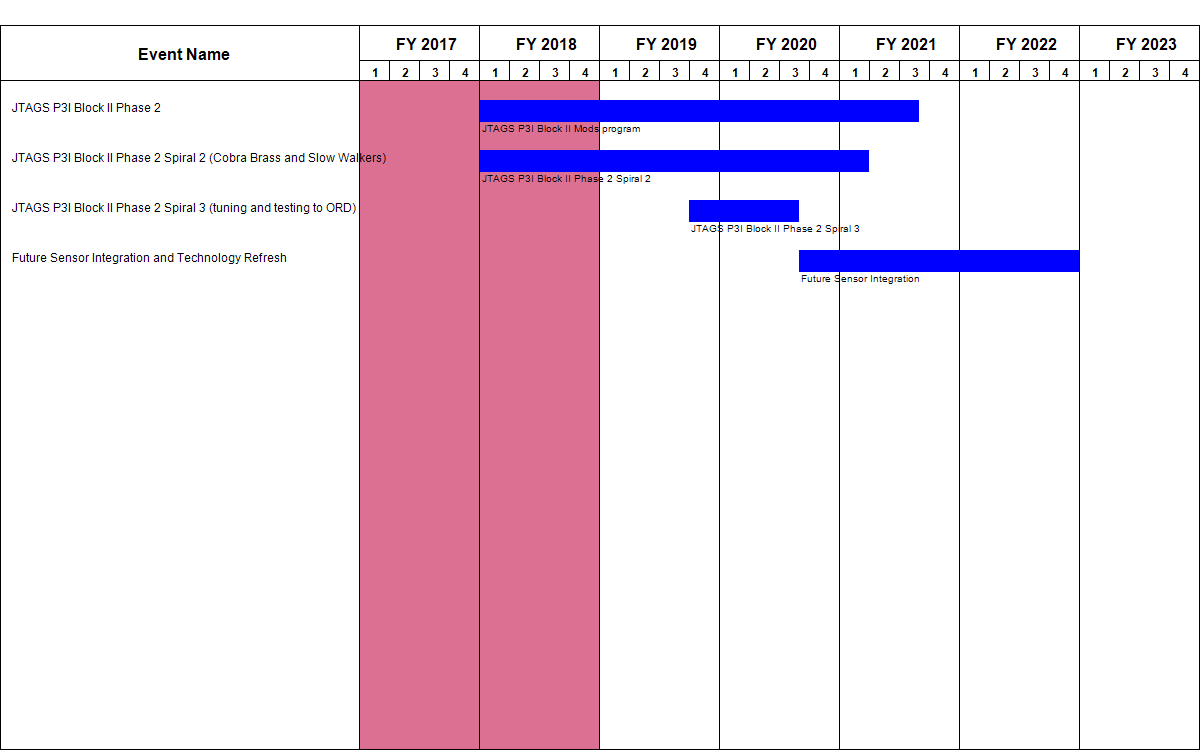 Event Name
FY 2017 FY 2018 FY 2019 FY 2020 FY 2021 FY 2022 FY 2023
1 2 3 4 1 2 3 4 1 2 3 4 1 2 3 4 1 2 3 4 1 2 3 4 1 2 3 4
JTAGS P3I Block II Phase 2
JTAGS P3I Block II Mods program
JTAGS P3I Block II Phase 2 Spiral 2 (Cobra Brass and Slow Walkers)
JTAGS P3I Block II Phase 2 Spiral 2
JTAGS P3I Block II Phase 2 Spiral 3 (tuning and testing to ORD)
JTAGS P3I Block II Phase 2 Spiral 3
Future Sensor Integration and Technology Refresh
Future Sensor Integration